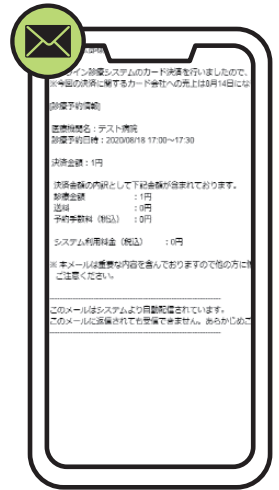 イン診療システムのカード決済を行いましたので、
※今回の決済に関するカード会社への売上は8月14日にな
[診療予約情報]
医療機関名：テスト病院
診療予約日時：2020/08/18 17:00～17:30
決済金額：1円
決済金額の内訳として下記金額が含まれております。
診療金額 ：1円
送料 ：0円
予約手数料（税込） ：0円
システム利用料金（税込） ：0円
※ 本メールは重要な内容を含んでおりますので他の方に
ご注意ください。
このメールはシステムより自動配信されています。
このメールに返信されても受信できません。あらかじめご